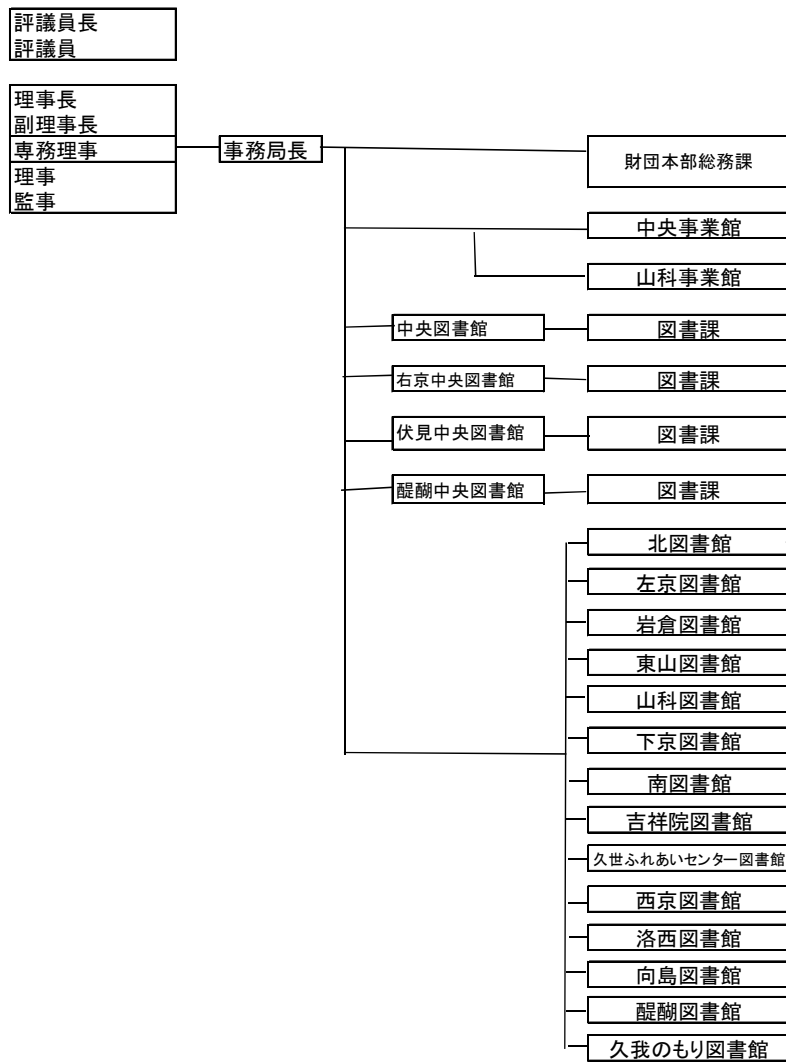 評議員長
評議員
理事長
副理事長
専務理事
理事
監事
事務局長
財団本部総務課
中央事業館
山科事業館
中央図書館
図書課
右京中央図書館
図書課
伏見中央図書館
図書課
醍醐中央図書館
図書課
北図書館
左京図書館
岩倉図書館
東山図書館
山科図書館
下京図書館
南図書館
吉祥院図書館
久世ふれあいセンター図書館
西京図書館
洛西図書館
向島図書館
醍醐図書館
久我のもり図書館